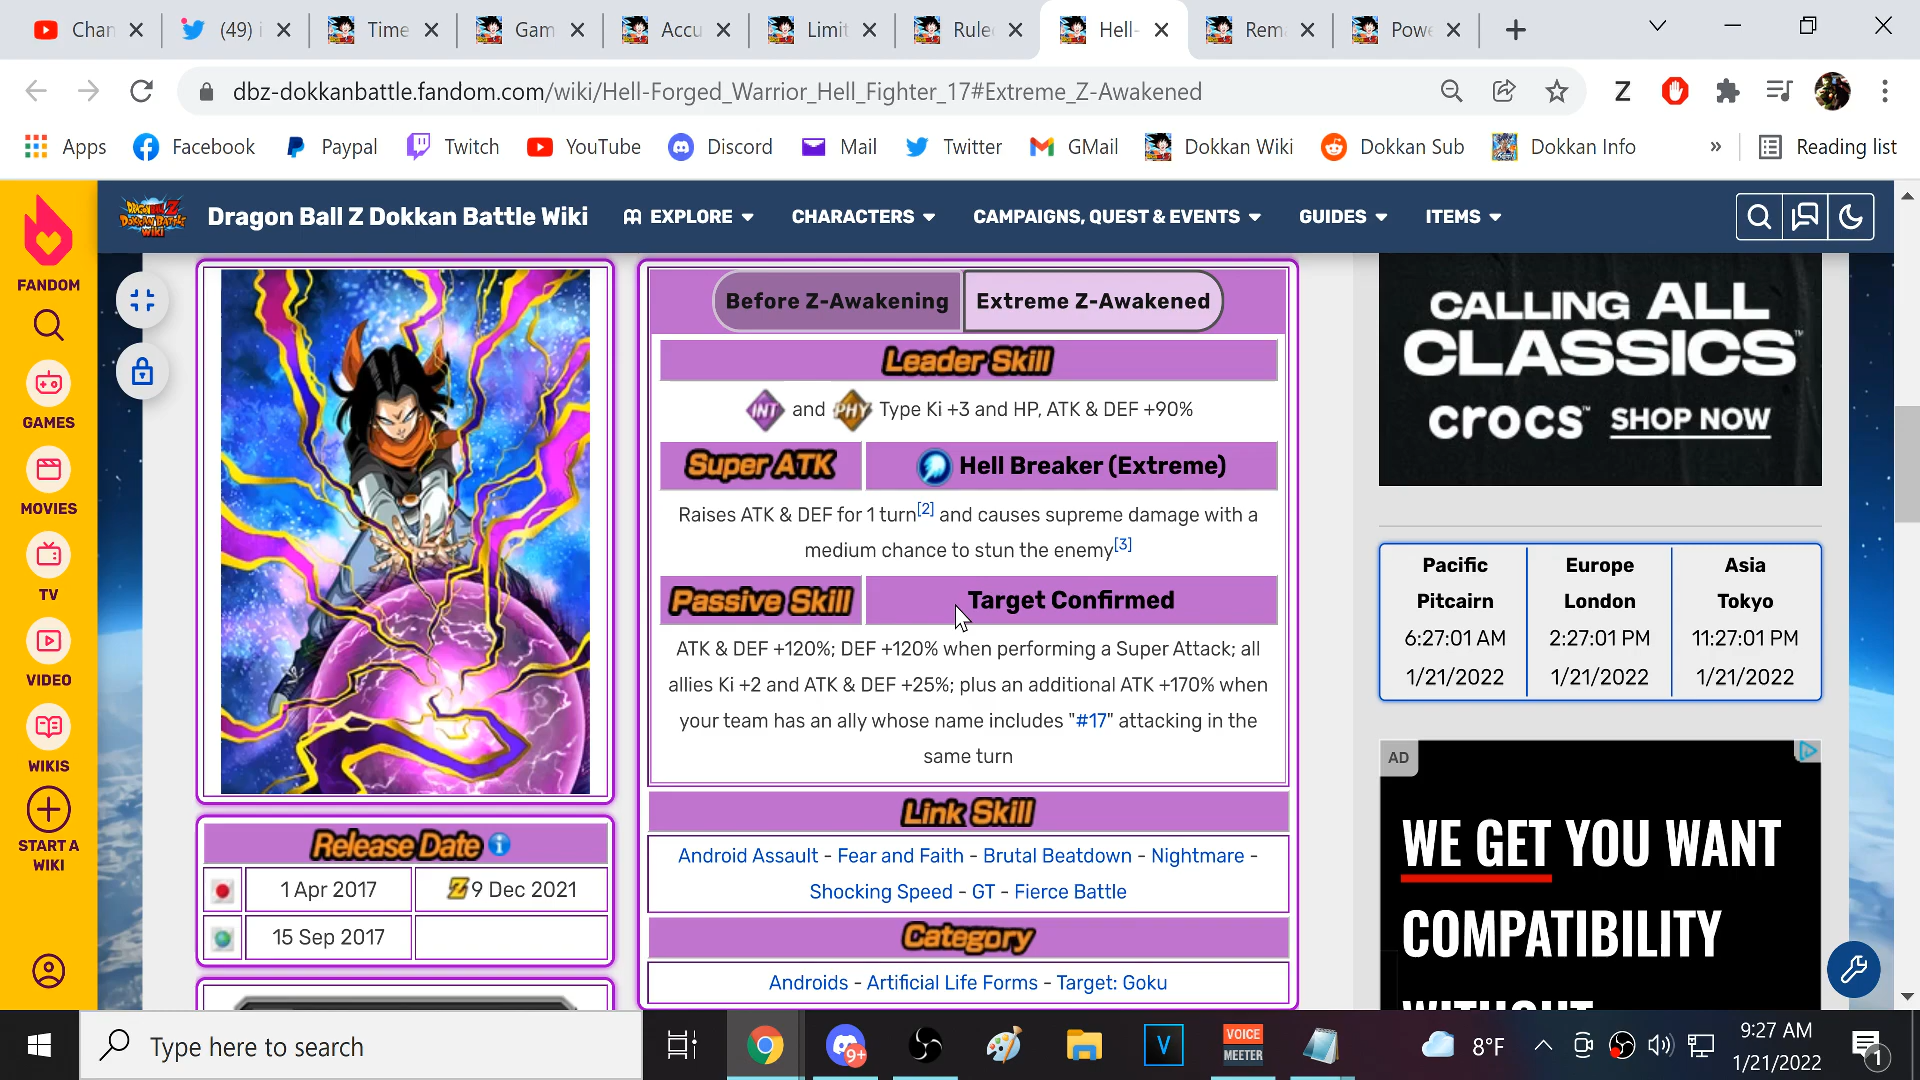 Chan
(49) i
Time
Gam
Accu
Limit
Rule
Hell-
Rem
Powe
dbz-dokkanbattle.fandom.com/wiki/Hell-Forged_Warrior_Hell_Fighter_17#Extreme_Z-Awakened
Z
Apps
Facebook
Paypal
Twitch
YouTube
Discord
Mail
Twitter
GMail
Dokkan Wiki
Dokkan Sub
Dokkan Info
»
Reading list
Dragon Ball Z Dokkan Battle Wiki
EXPLORE
CHARACTERS
CAMPAIGNS, QUEST & EVENTS
GUIDES
ITEMS
FANDOM
GAMES
MOVIES
TV
VIDEO
WIKIS
START A
WIKI
Before Z-Awakening
Extreme Z-Awakened
Leader Skill
INT and PHY Type Ki +3 and HP, ATK & DEF +90%
Super ATK
Hell Breaker (Extreme)
Raises ATK & DEF for 1 turn[2] and causes supreme damage with a
medium chance to stun the enemy[3]
Passive Skill
Target Confirmed
ATK & DEF +120%; DEF +120% when performing a Super Attack; all
allies Ki +2 and ATK & DEF +25%; plus an additional ATK +170% when
your team has an ally whose name includes "#17" attacking in the
same turn
Link Skill
Android Assault - Fear and Faith - Brutal Beatdown - Nightmare -
Shocking Speed - GT - Fierce Battle
Category
Androids - Artificial Life Forms - Target: Goku
Release Date
1 Apr 2017
Z 9 Dec 2021
15 Sep 2017
CALLING ALL
CLASSICS™
crocs™ SHOP NOW
Pacific
Pitcairn
6:27:01 AM
1/21/2022
Europe
London
2:27:01 PM
1/21/2022
Asia
Tokyo
11:27:01 PM
1/21/2022
AD
WE GET YOU WANT
COMPATIBILITY
WITHOUT
Type here to search
9+
V
VOICE
MEETER
8°F
9:27 AM
1/21/2022
1